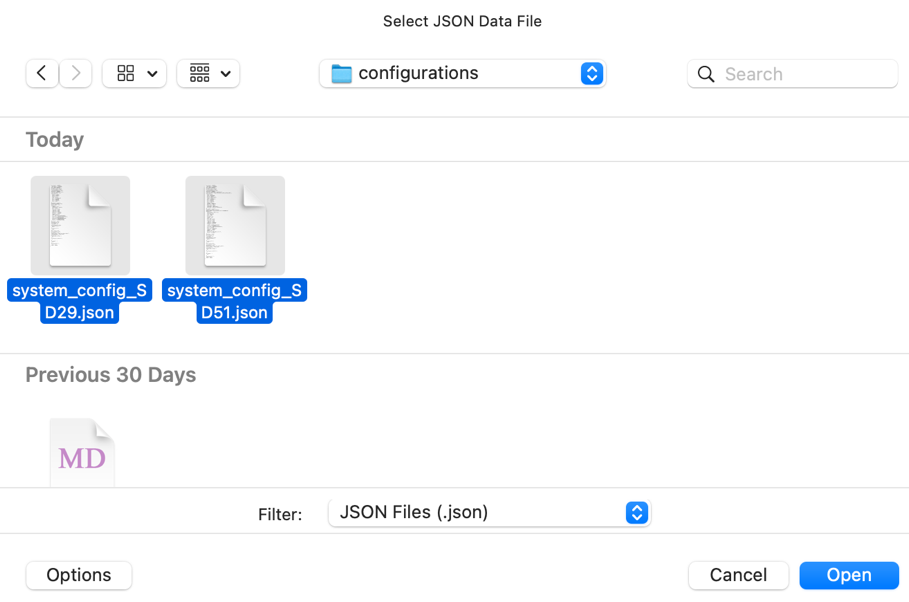 Select JSON Data File
configurations
Search
Today
system_config_S
D29.json
system_config_S
D51.json
Previous 30 Days
MD
Filter:
JSON Files (.json)
Options
Cancel
Open